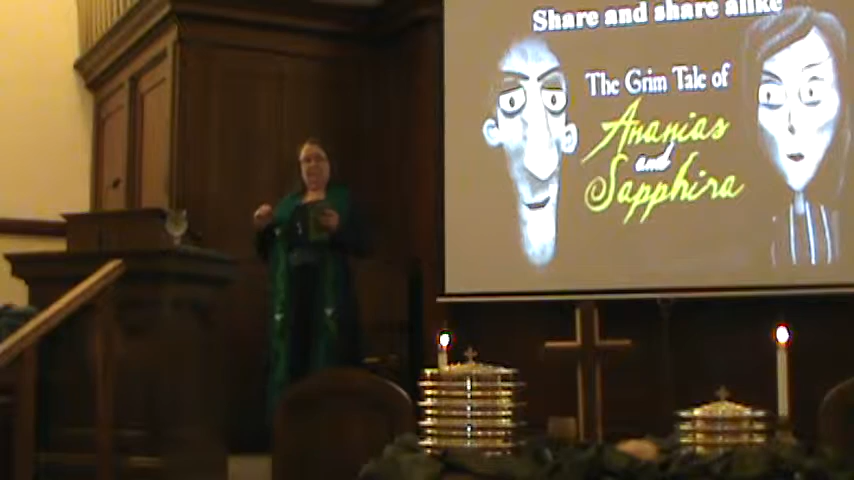 Share and share alike
The Grim Tale of
Ananias
and
Sapphira